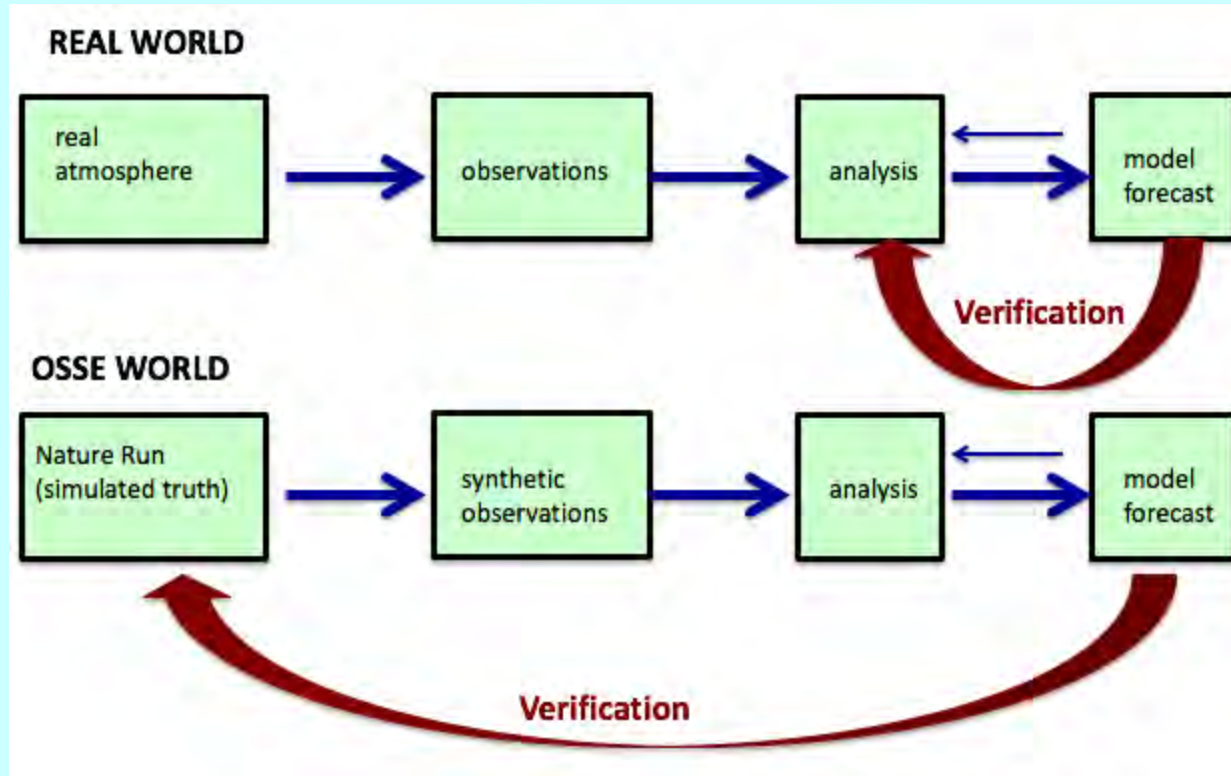 REAL WORLD
real
atmosphere
observations
analysis
model
forecast
Verification
OSSE WORLD
Nature Run
(simulated truth)
synthetic
observations
analysis
model
forecast
Verification